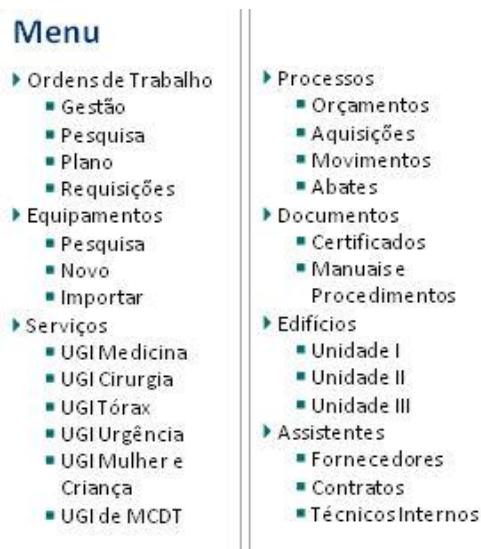 Menu
Ordens de Trabalho
Gestão
Pesquisa
Plano
Requisições
Equipamentos
Pesquisa
Novo
Importar
Serviços
UGI Medicina
UGI Cirurgia
UGI Tórax
UGI Urgência
UGI Mulher e
Criança
UGI de MCDT
Processos
Orçamentos
Aquisições
Movimentos
Abates
Documentos
Certificados
Manuais e
Procedimentos
Edifícios
Unidade I
Unidade II
Unidade III
Assistentes
Fornecedores
Contratos
Técnicos Internos